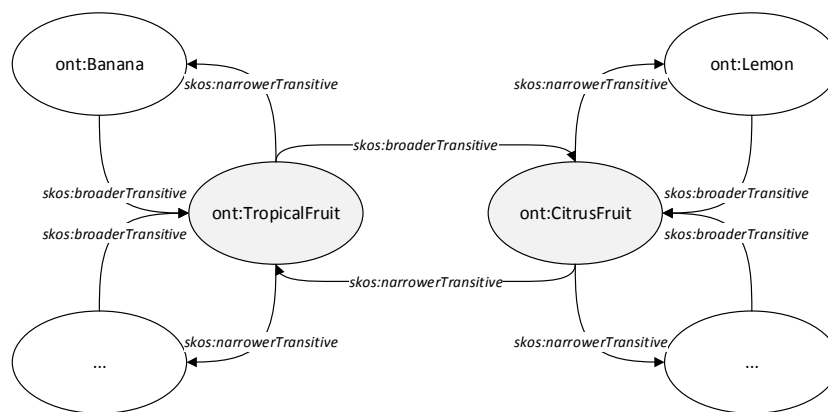 ont:Banana
ont:Lemon
skos:narrowerTransitive
skos:narrowerTransitive
skos:broaderTransitive
skos:broaderTransitive
skos:broaderTransitive
ont:TropicalFruit
ont:CitrusFruit
skos:broaderTransitive
skos:broaderTransitive
skos:narrowerTransitive
skos:narrowerTransitive
skos:narrowerTransitive
...
...